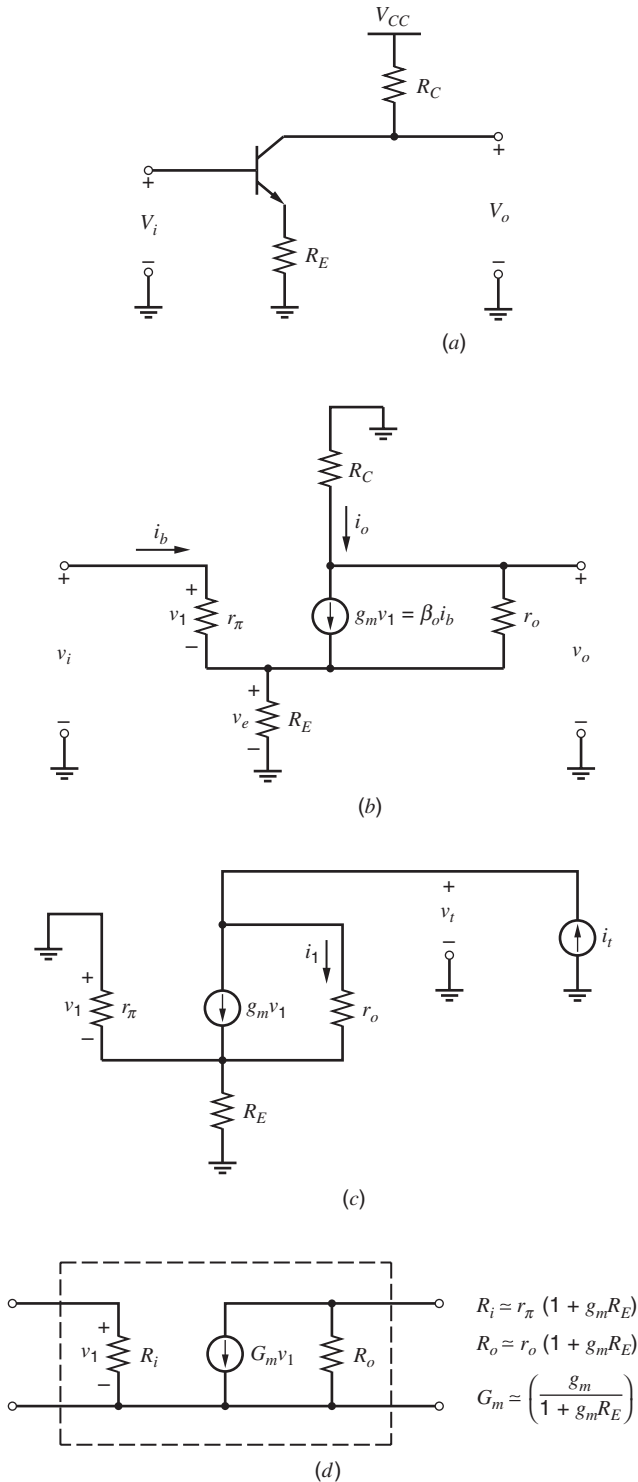 V_CC
R_C
+ +
V_i V_o
− −
R_E
(a)
R_C
i_b i_o
+ + +
v_1 r_π g_m v_1 = β_o i_b r_o
−
v_i v_o
+
v_e R_E
−
− −
(b)
+
v_t
−
i_t
i_1
+
v_1 r_π g_m v_1 r_o
−
R_E
(c)
+
v_1 R_i G_m v_1 R_o
−
R_i ≃ r_π (1 + g_m R_E)
R_o ≃ r_o (1 + g_m R_E)
G_m ≃ (g_m / 1 + g_m R_E)
(d)